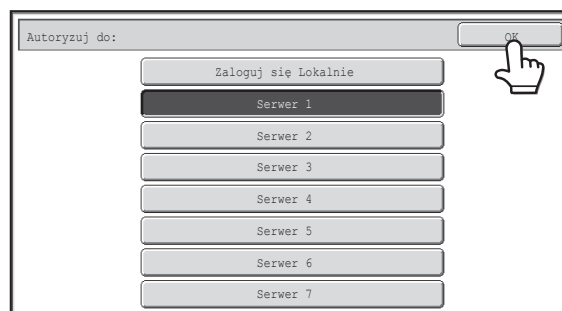 Autoryzuj do:
OK
Zaloguj się Lokalnie
Serwer 1
Serwer 2
Serwer 3
Serwer 4
Serwer 5
Serwer 6
Serwer 7